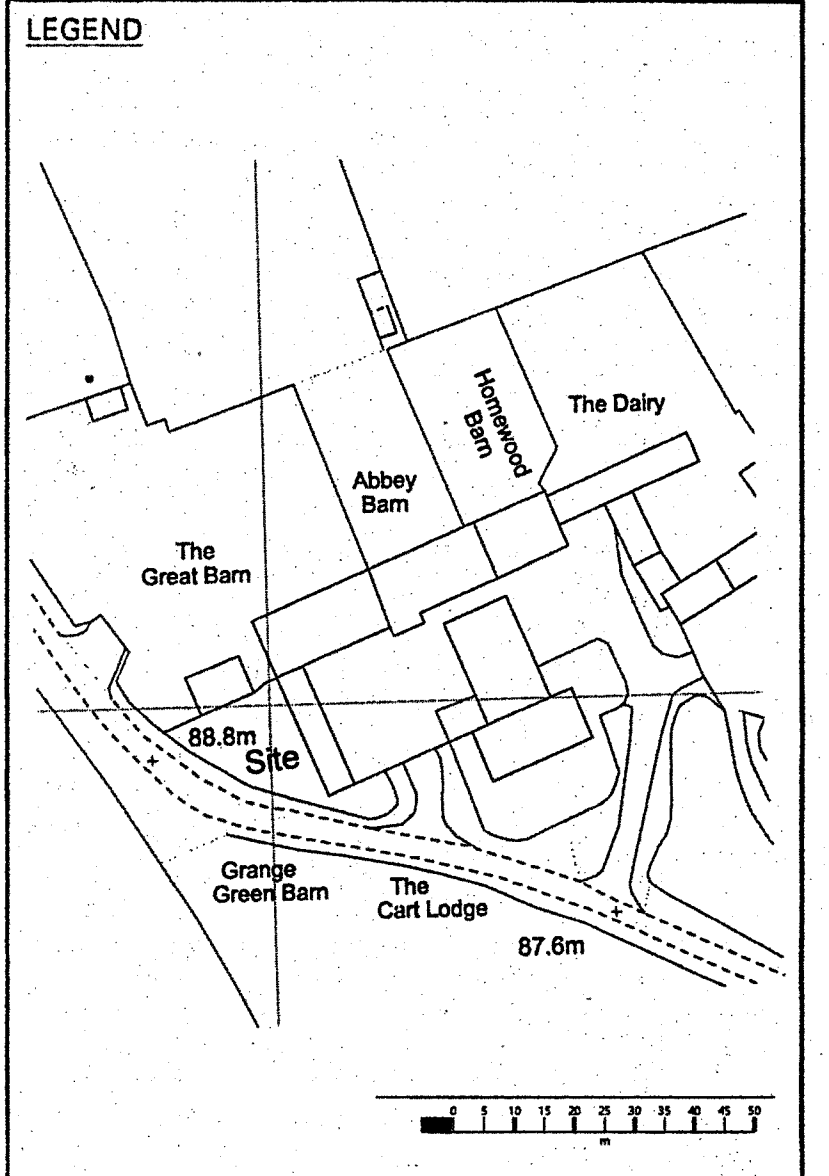 LEGEND
Homewood
Barn
The Dairy
Abbey
Barn
The
Great Barn
88.8m
Site
Grange
Green Barn
The
Cart Lodge
87.6m
0 5 10 15 20 25 30 35 40 45 50
m